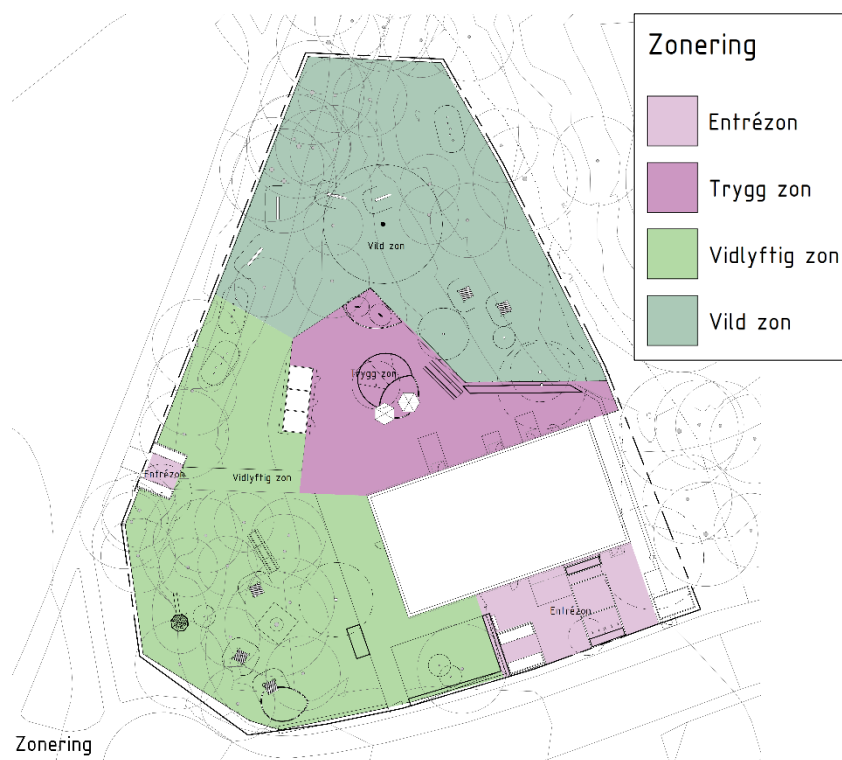 Zonering
Entrézon
Trygg zon
Vidlyftig zon
Vild zon
Vild zon
Trygg zon
Entrézon
Vidlyftig zon
Entrézon
Zonering